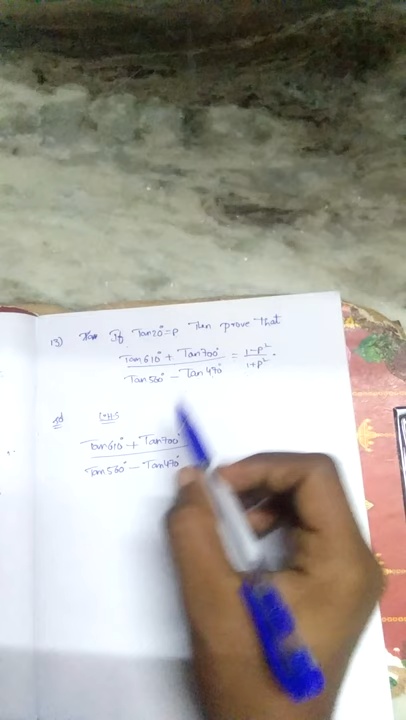 13) If Tan20°=P Then prove that
Tan610° + Tan700° / Tan560° - Tan470° = 1-P² / 1+P² .
Sol L.H.S
Tan610° + Tan700° / Tan560° - Tan470°